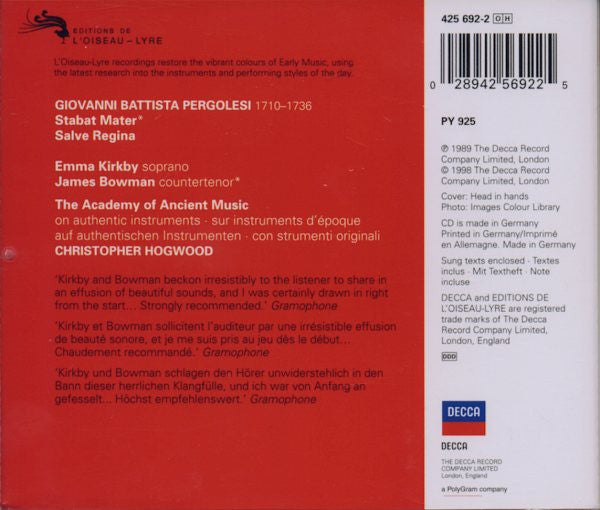 EDITIONS DE
L'OISEAU–LYRE
L'Oiseau-Lyre recordings restore the vibrant colours of Early Music, using
the latest research into the instruments and performing styles of the day.
GIOVANNI BATTISTA PERGOLESI 1710–1736
Stabat Mater*
Salve Regina
Emma Kirkby soprano
James Bowman countertenor*
The Academy of Ancient Music
on authentic instruments · sur instruments d'époque
auf authentischen Instrumenten · con strumenti originali
CHRISTOPHER HOGWOOD
'Kirkby and Bowman beckon irresistibly to the listener to share in
an effusion of beautiful sounds, and I was certainly drawn in right
from the start... Strongly recommended.' Gramophone
'Kirkby et Bowman sollicitent l'auditeur par une irrésistible effusion
de beauté sonore, et je me suis pris au jeu dès le début...
Chaudement recommandé.' Gramophone
'Kirkby und Bowman schlagen den Hörer unwiderstehlich in den
Bann dieser herrlichen Klangfülle, und ich war von Anfang an
gefesselt... Höchst empfehlenswert.' Gramophone
425 692-2 OH
0 28942 56922 5
PY 925
℗ 1989 The Decca Record
Company Limited, London
© 1998 The Decca Record
Company Limited, London
Cover: Head in hands
Photo: Images Colour Library
CD is made in Germany
Printed in Germany/Imprimé
en Allemagne. Made in Germany
Sung texts enclosed · Textes
inclus · Mit Textheft · Note
incluse
DECCA and EDITIONS DE
L'OISEAU-LYRE are registered
trade marks of The Decca
Record Company Limited,
London, England
DDD
DECCA
DECCA
THE DECCA RECORD
COMPANY LIMITED
London, England
a PolyGram company